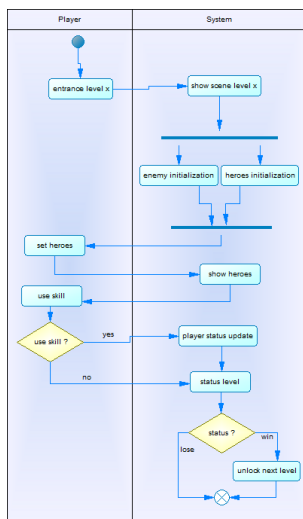 Player
System
entrance level x
show scene level x
enemy initialization
heroes initialization
set heroes
show heroes
use skill
use skill ?
yes
player status update
no
status level
status ?
lose
win
unlock next level